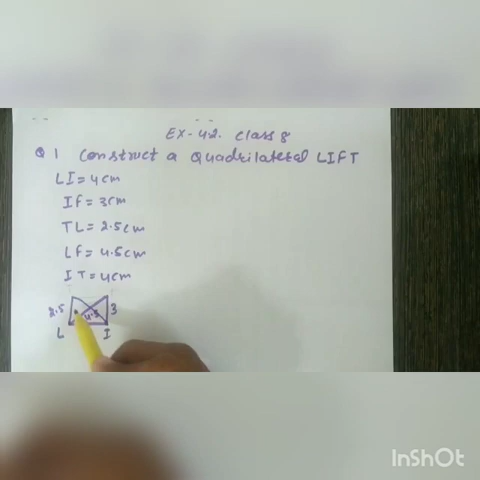 Ex-4.2. Class 8
Q 1 Construct a Quadrilateral LIFT
LI = 4cm
IF = 3cm
TL = 2.5cm
LF = 4.5cm
IT = 4cm
2.5 4.5 3
L I
InShOt